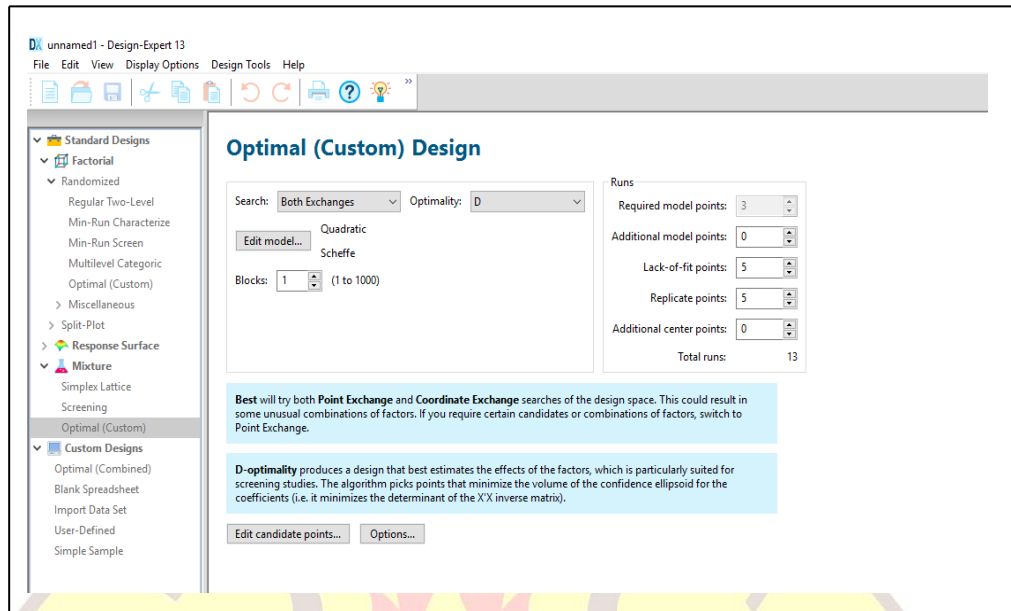 DX unnamed1 - Design-Expert 13
File Edit View Display Options Design Tools Help
»
Standard Designs
Factorial
Randomized
Regular Two-Level
Min-Run Characterize
Min-Run Screen
Multilevel Categoric
Optimal (Custom)
Miscellaneous
Split-Plot
Response Surface
Mixture
Simplex Lattice
Screening
Optimal (Custom)
Custom Designs
Optimal (Combined)
Blank Spreadsheet
Import Data Set
User-Defined
Simple Sample
Optimal (Custom) Design
Search: Both Exchanges Optimality: D
Edit model... Quadratic
Scheffe
Blocks: 1 (1 to 1000)
Runs
Required model points: 3
Additional model points: 0
Lack-of-fit points: 5
Replicate points: 5
Additional center points: 0
Total runs: 13
Best will try both Point Exchange and Coordinate Exchange searches of the design space. This could result in
some unusual combinations of factors. If you require certain candidates or combinations of factors, switch to
Point Exchange.
D-optimality produces a design that best estimates the effects of the factors, which is particularly suited for
screening studies. The algorithm picks points that minimize the volume of the confidence ellipsoid for the
coefficients (i.e. it minimizes the determinant of the X'X inverse matrix).
Edit candidate points... Options...